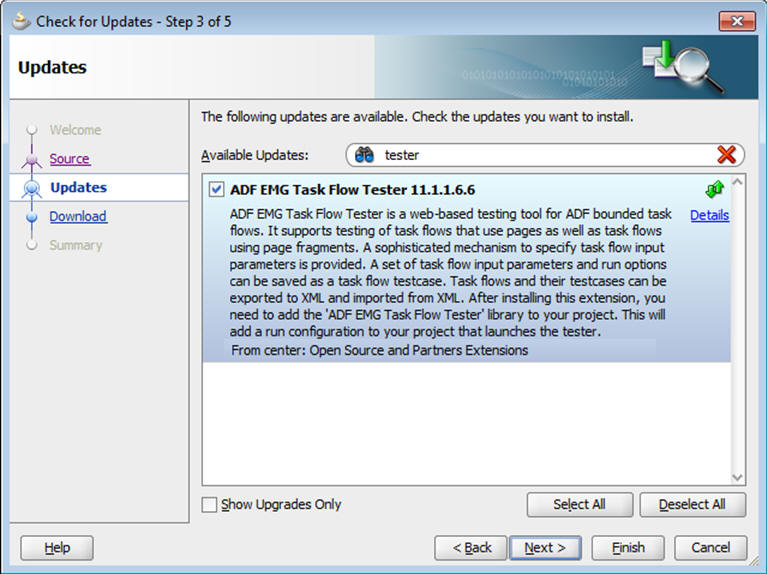 Check for Updates - Step 3 of 5
Updates
01010101010101010101010101
0101010101010
The following updates are available. Check the updates you want to install.
Welcome
Source
Updates
Download
Summary
Available Updates: tester
ADF EMG Task Flow Tester 11.1.1.6.6
ADF EMG Task Flow Tester is a web-based testing tool for ADF bounded task
flows. It supports testing of task flows that use pages as well as task flows
using page fragments. A sophisticated mechanism to specify task flow input
parameters is provided. A set of task flow input parameters and run options
can be saved as a task flow testcase. Task flows and their testcases can be
exported to XML and imported from XML. After installing this extension, you
need to add the 'ADF EMG Task Flow Tester' library to your project. This will
add a run configuration to your project that launches the tester.
From center: Open Source and Partners Extensions
Details
Show Upgrades Only
Select All
Deselect All
Help
< Back
Next >
Finish
Cancel